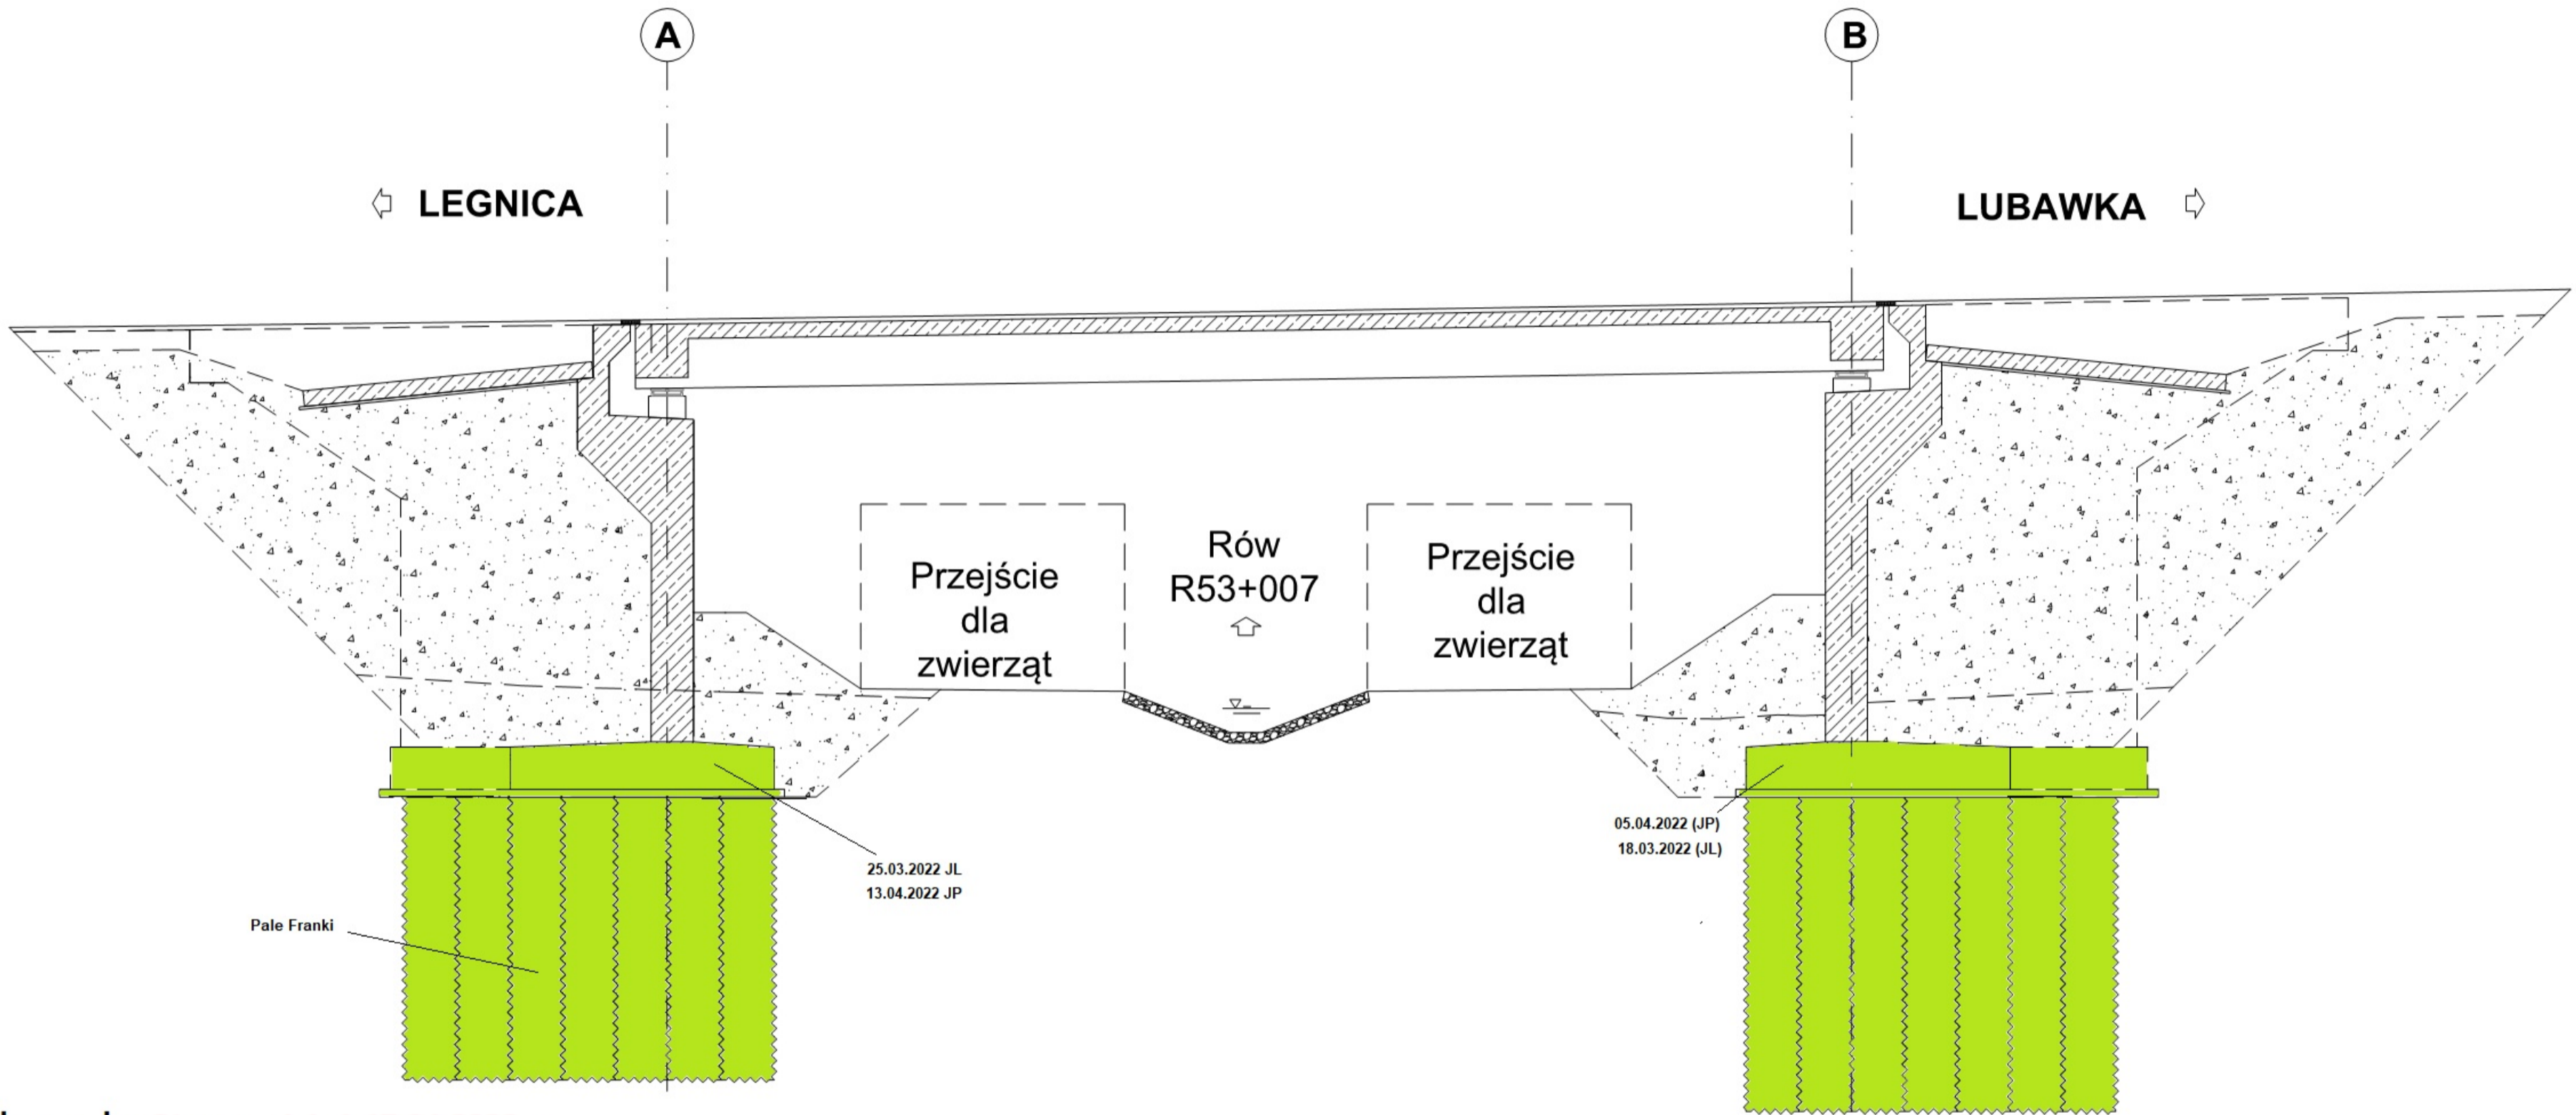 A
B
LEGNICA
LUBAWKA
Przejście
dla
zwierząt
Rów
R53+007
Przejście
dla
zwierząt
25.03.2022 JL
13.04.2022 JP
05.04.2022 (JP)
18.03.2022 (JL)
Pale Franki